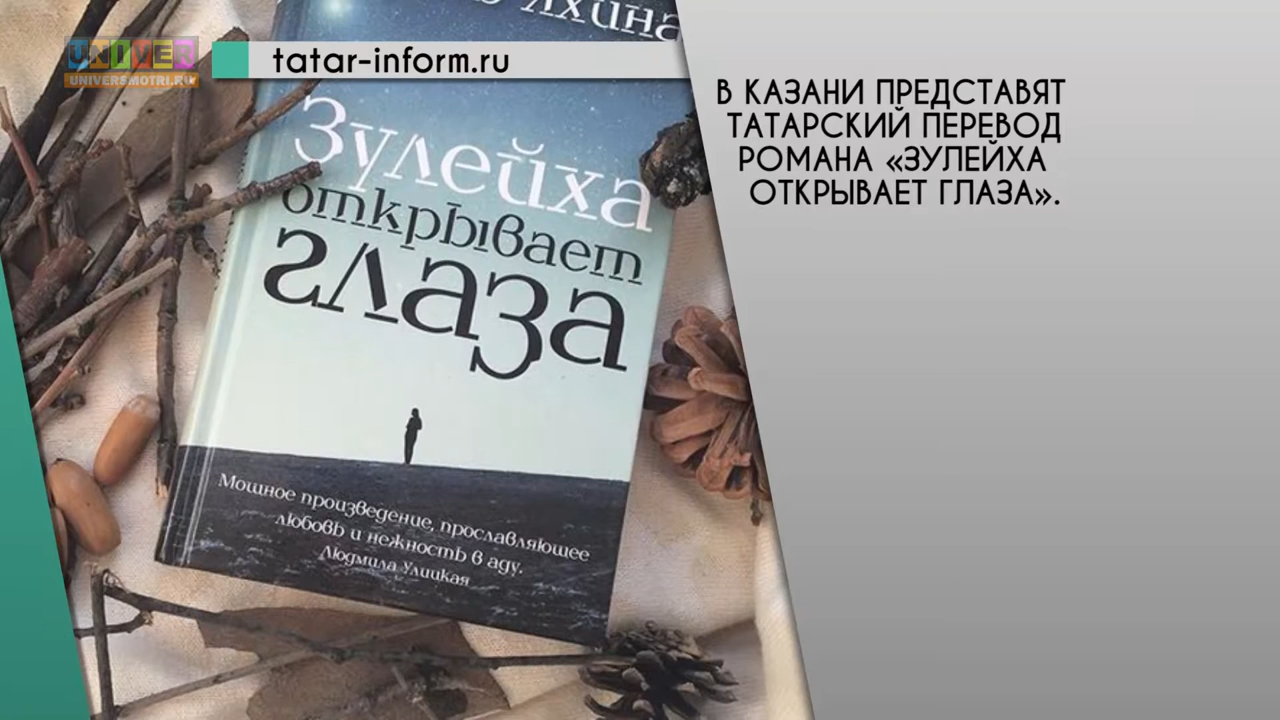 UNIVER
UNIVERSMOTRI.RU
tatar-inform.ru
В КАЗАНИ ПРЕДСТАВЯТ
ТАТАРСКИЙ ПЕРЕВОД
РОМАНА «ЗУЛЕЙХА
ОТКРЫВАЕТ ГЛАЗА».
Зулейха
открывает
глаза
Мощное произведение, прославляющее
любовь и нежность в аду.
Людмила Улицкая